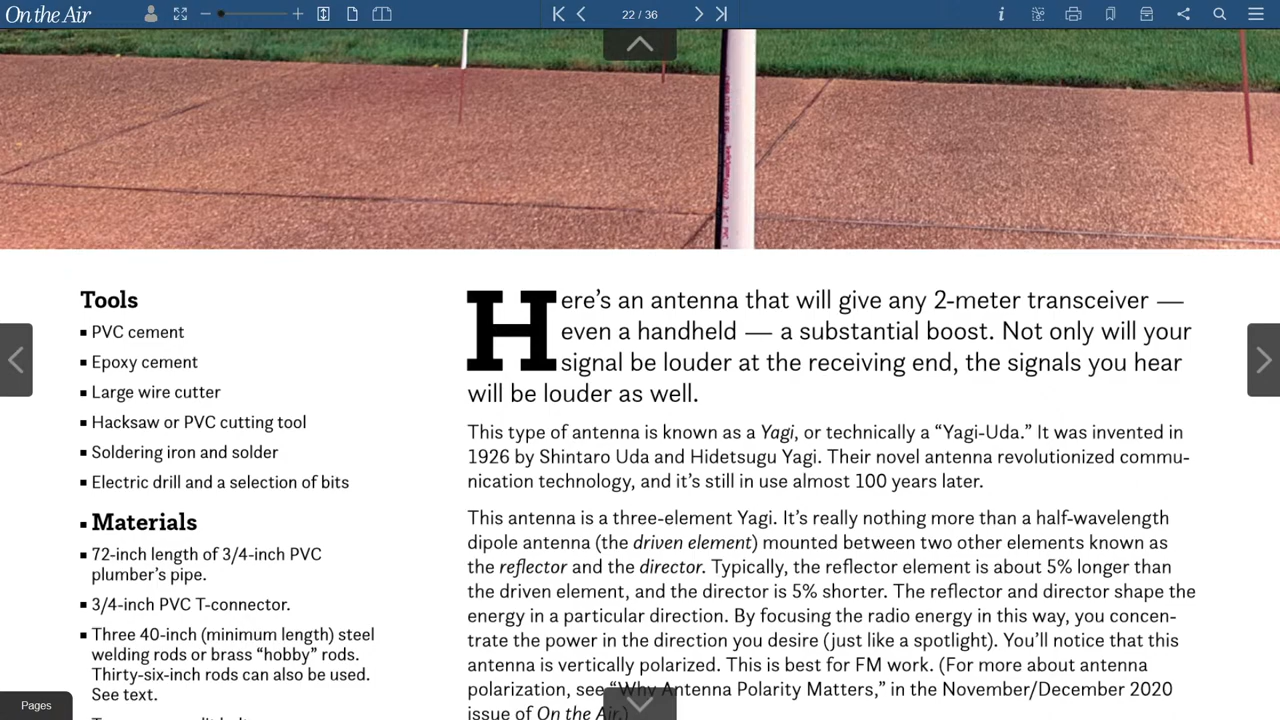 On the Air
22 / 36
Tools
▪ PVC cement
▪ Epoxy cement
▪ Large wire cutter
▪ Hacksaw or PVC cutting tool
▪ Soldering iron and solder
▪ Electric drill and a selection of bits
▪ Materials
▪ 72-inch length of 3/4-inch PVC
plumber's pipe.
▪ 3/4-inch PVC T-connector.
▪ Three 40-inch (minimum length) steel
welding rods or brass “hobby” rods.
Thirty-six-inch rods can also be used.
See text.
Here's an antenna that will give any 2-meter transceiver —
even a handheld — a substantial boost. Not only will your
signal be louder at the receiving end, the signals you hear
will be louder as well.
This type of antenna is known as a Yagi, or technically a “Yagi-Uda.” It was invented in
1926 by Shintaro Uda and Hidetsugu Yagi. Their novel antenna revolutionized commu-
nication technology, and it's still in use almost 100 years later.
This antenna is a three-element Yagi. It's really nothing more than a half-wavelength
dipole antenna (the driven element) mounted between two other elements known as
the reflector and the director. Typically, the reflector element is about 5% longer than
the driven element, and the director is 5% shorter. The reflector and director shape the
energy in a particular direction. By focusing the radio energy in this way, you concen-
trate the power in the direction you desire (just like a spotlight). You'll notice that this
antenna is vertically polarized. This is best for FM work. (For more about antenna
polarization, see “Why Antenna Polarity Matters,” in the November/December 2020
issue of On the Air.)
Pages